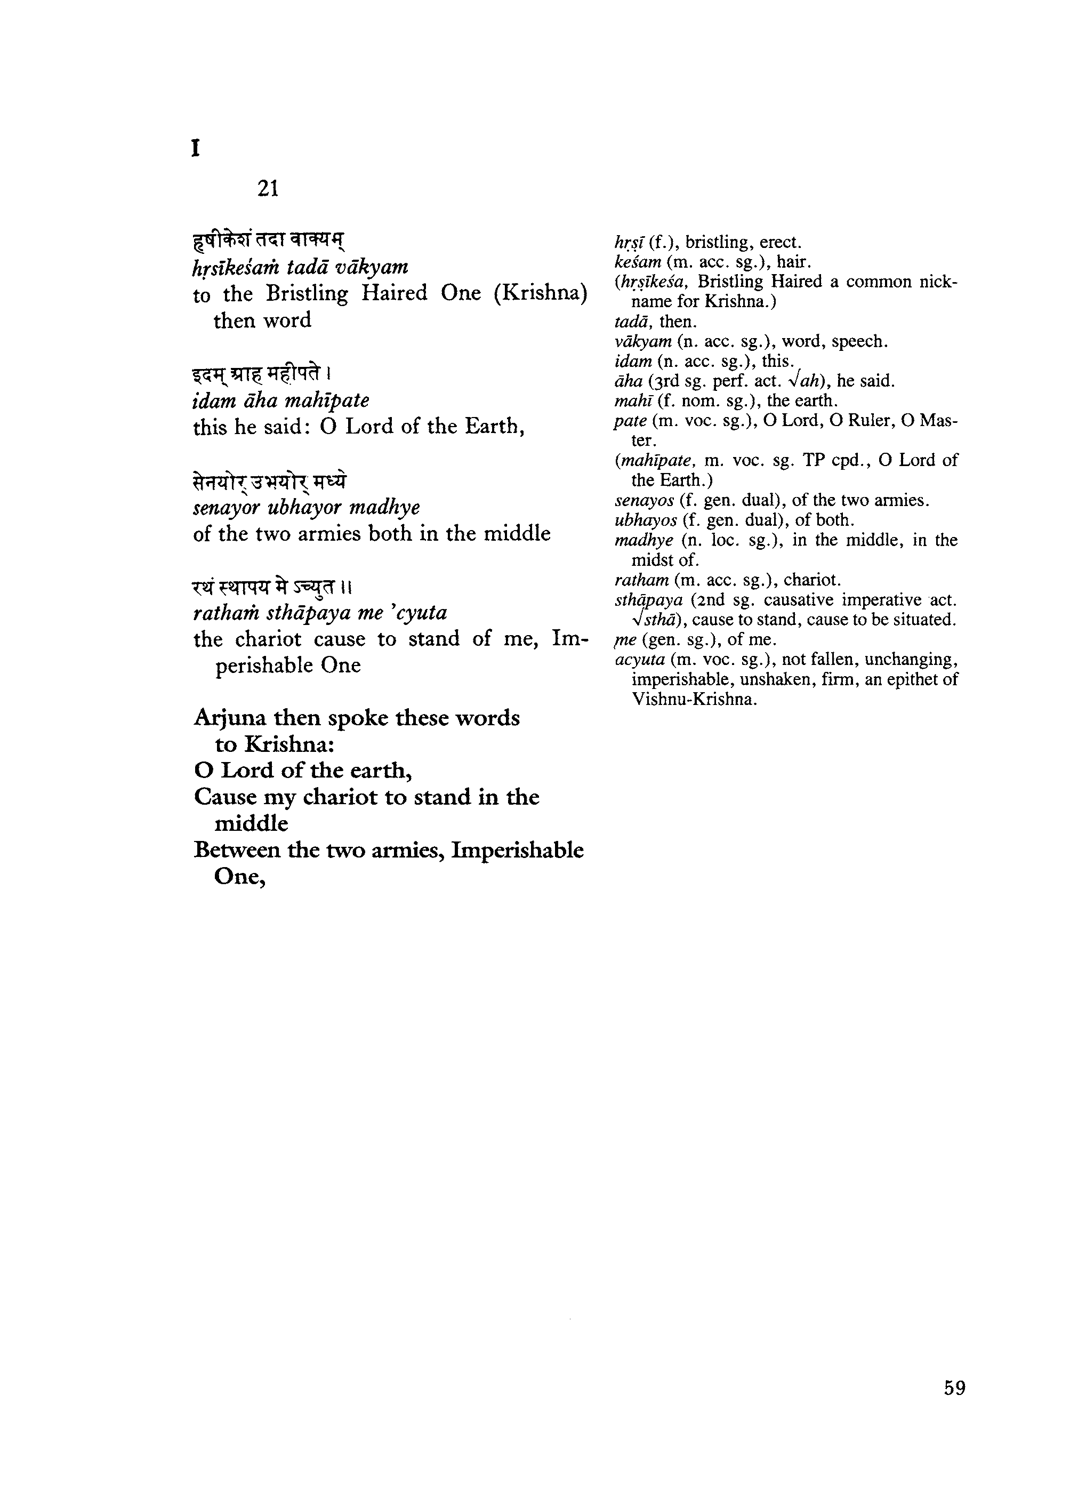 I
21
हृषीकेशं तदा वाक्यम्
hṛsīkeśaṁ tadā vākyam
to the Bristling Haired One (Krishna)
then word
इदम् आह महीपते ।
idam āha mahīpate
this he said: O Lord of the Earth,
सेनयोर् उभयोर् मध्ये
senayor ubhayor madhye
of the two armies both in the middle
रथं स्थापय मे ऽच्युत ॥
rathaṁ sthāpaya me ’cyuta
the chariot cause to stand of me, Im-
perishable One
Arjuna then spoke these words
to Krishna:
O Lord of the earth,
Cause my chariot to stand in the
middle
Between the two armies, Imperishable
One,
hṛṣī (f.), bristling, erect.
keśam (m. acc. sg.), hair.
(hṛṣīkeśa, Bristling Haired a common nick-
name for Krishna.)
tadā, then.
vākyam (n. acc. sg.), word, speech.
idam (n. acc. sg.), this.
āha (3rd sg. perf. act. √ah), he said.
mahī (f. nom. sg.), the earth.
pate (m. voc. sg.), O Lord, O Ruler, O Mas-
ter.
(mahīpate, m. voc. sg. TP cpd., O Lord of
the Earth.)
senayos (f. gen. dual), of the two armies.
ubhayos (f. gen. dual), of both.
madhye (n. loc. sg.), in the middle, in the
midst of.
ratham (m. acc. sg.), chariot.
sthāpaya (2nd sg. causative imperative act.
√sthā), cause to stand, cause to be situated.
me (gen. sg.), of me.
acyuta (m. voc. sg.), not fallen, unchanging,
imperishable, unshaken, firm, an epithet of
Vishnu-Krishna.
59